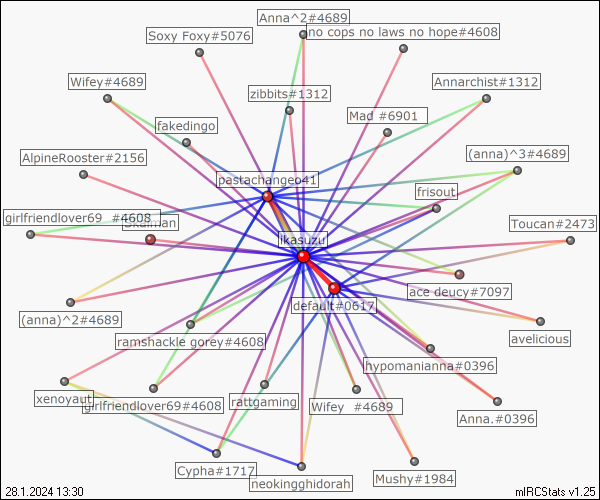 Anna^2#4689
Soxy Foxy#5076
no cops no laws no hope#4608
Wifey#4689
Annarchist#1312
zibbits#1312
Mad #6901
fakedingo
AlpineRooster#2156
(anna)^3#4689
pastachangeo41
frisout
girlfriendlover69 #4608
Skaiman
Toucan#2473
ikasuzu
ace deucy#7097
default#0617
(anna)^2#4689
avelicious
ramshackle gorey#4608
hypomanianna#0396
xenoyaut
girlfriendlover69#4608
rattgaming
Wifey #4689
Anna.#0396
Cypha#1717
neokingghidorah
Mushy#1984
28.1.2024 13:30
mIRCStats v1.25